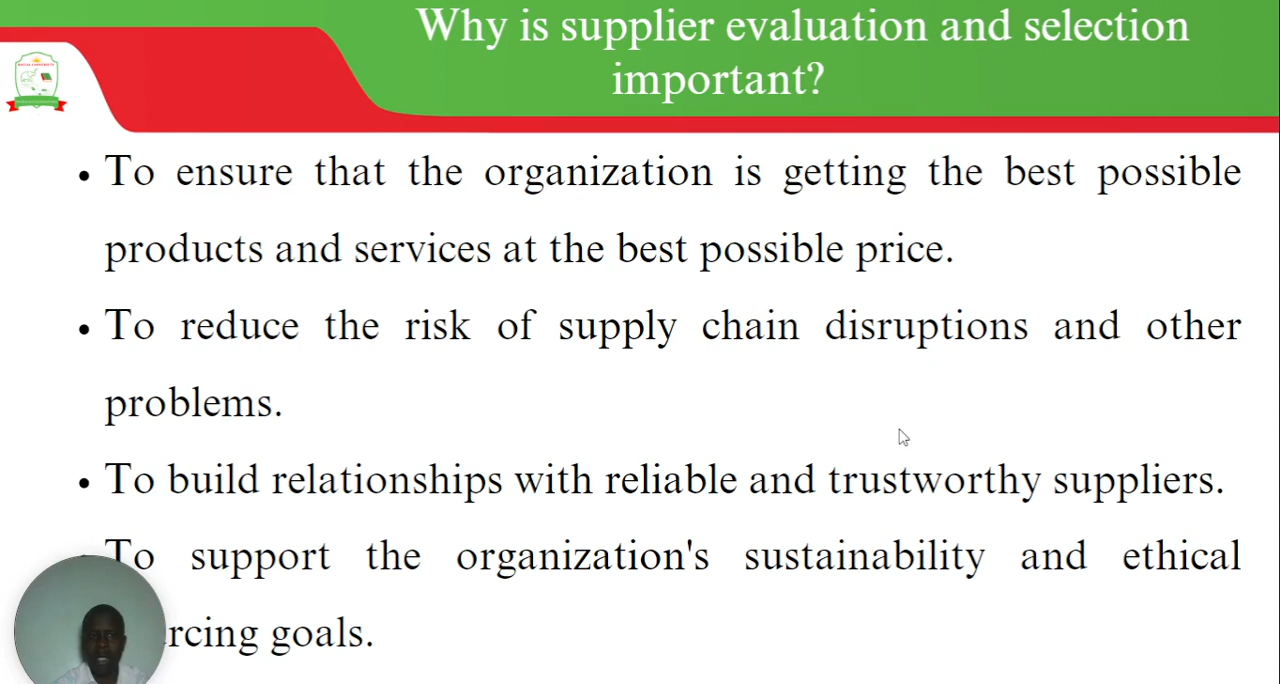 Why is supplier evaluation and selection
important?
• To ensure that the organization is getting the best possible
products and services at the best possible price.
• To reduce the risk of supply chain disruptions and other
problems.
• To build relationships with reliable and trustworthy suppliers.
To support the organization's sustainability and ethical
rcing goals.